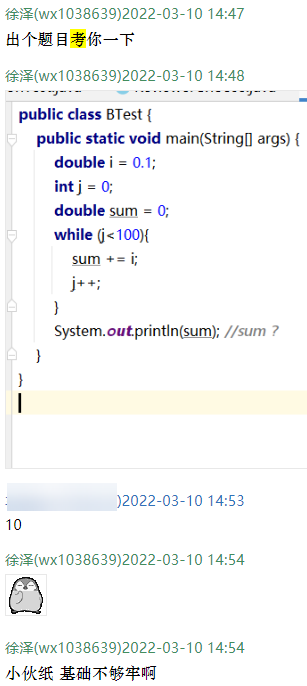 徐泽(wx1038639)2022-03-10 14:47
出个题目考你一下
徐泽(wx1038639)2022-03-10 14:48
public class BTest {
public static void main(String[] args) {
double i = 0.1;
int j = 0;
double sum = 0;
while (j<100){
sum += i;
j++;
}
System.out.println(sum); //sum ?
}
}
)2022-03-10 14:53
10
徐泽(wx1038639)2022-03-10 14:54
徐泽(wx1038639)2022-03-10 14:54
小伙纸 基础不够牢啊